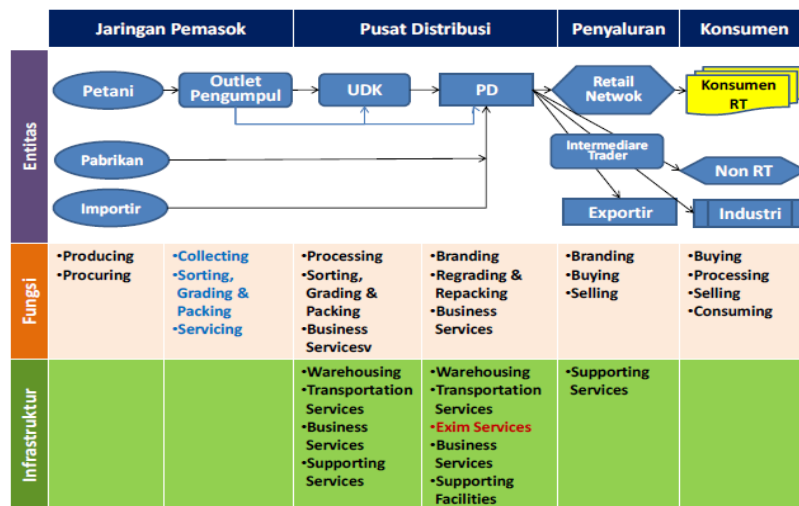 Jaringan Pemasok
Pusat Distribusi
Penyaluran
Konsumen
Entitas
Petani
Outlet
Pengumpul
UDK
PD
Retail
Netwok
Konsumen
RT
Pabrikan
Intermediare
Trader
Non RT
Importir
Exportir
Industri
Fungsi
•Producing
•Procuring
•Collecting
•Sorting,
Grading &
Packing
•Servicing
•Processing
•Sorting,
Grading &
Packing
•Business
Servicesv
•Branding
•Regrading &
Repacking
•Business
Services
•Branding
•Buying
•Selling
•Buying
•Processing
•Selling
•Consuming
Infrastruktur
•Warehousing
•Transportation
Services
•Business
Services
•Supporting
Services
•Warehousing
•Transportation
Services
•Exim Services
•Business
Services
•Supporting
Facilities
•Supporting
Services